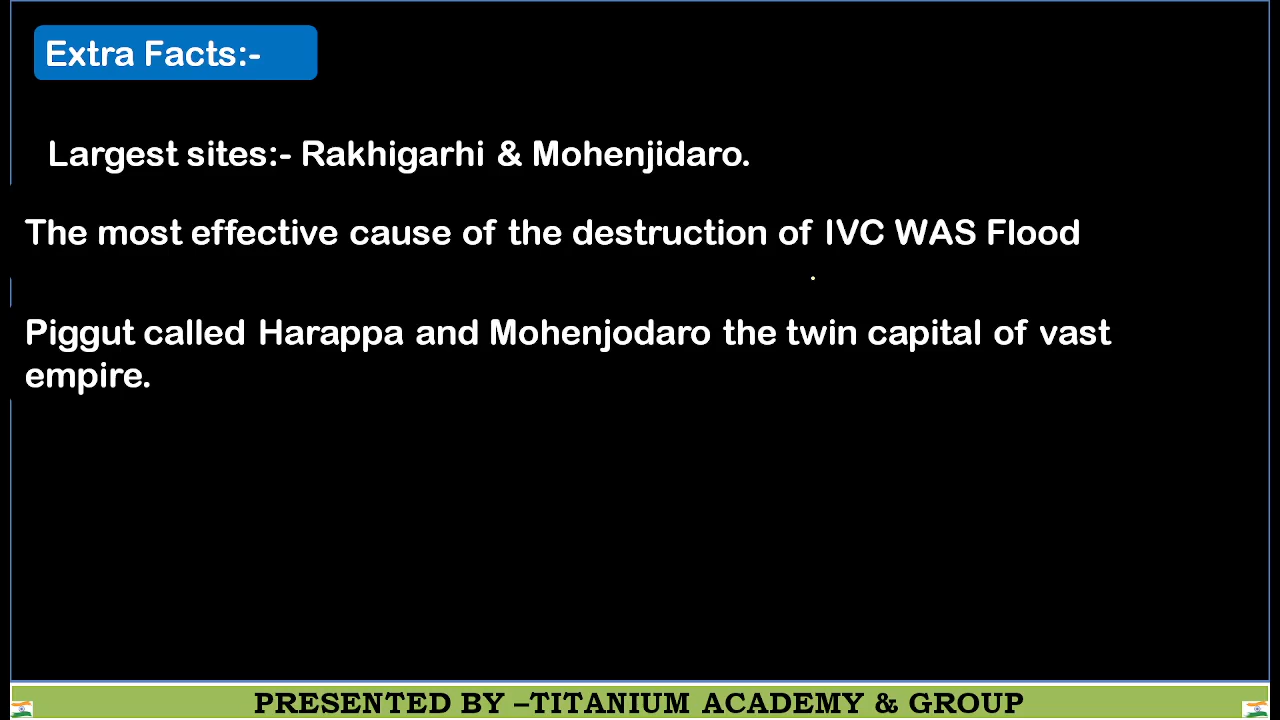 Extra Facts:-
Largest sites:- Rakhigarhi & Mohenjidaro.
The most effective cause of the destruction of IVC WAS Flood
Piggut called Harappa and Mohenjodaro the twin capital of vast
empire.
PRESENTED BY –TITANIUM ACADEMY & GROUP